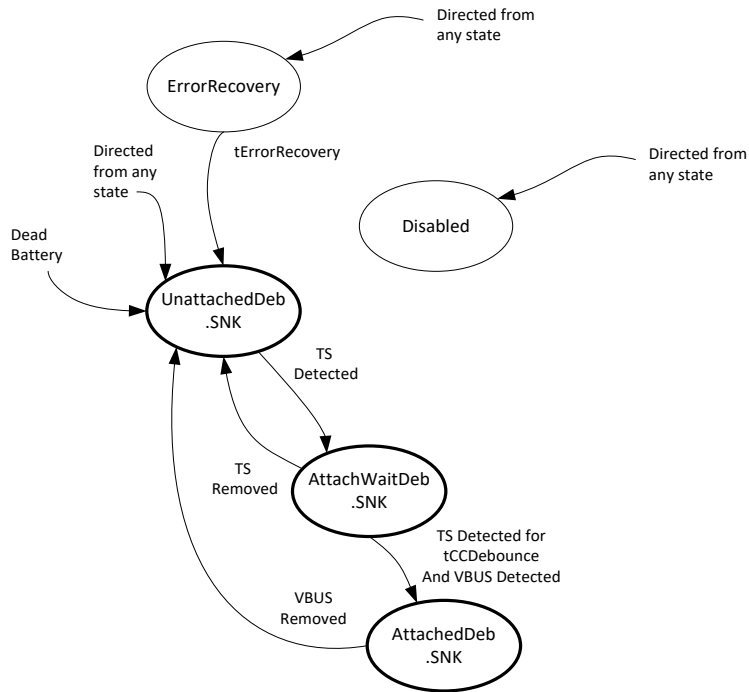 Directed from
any state
ErrorRecovery
tErrorRecovery
Directed
from any
state
Directed from
any state
Disabled
Dead
Battery
UnattachedDeb
.SNK
TS
Detected
TS
Removed
AttachWaitDeb
.SNK
TS Detected for
tCCDebounce
And VBUS Detected
VBUS
Removed
AttachedDeb
.SNK